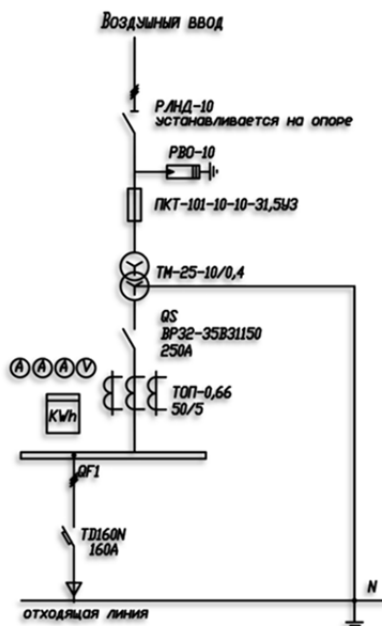 Воздушный ввод
РЛНД-10
устанавливается на опоре
РВО-10
ПКТ-101-10-10-31,5У3
ТМ-25-10/0,4
QS
ВР32-35В31150
250А
А А А V
ТОП-0,66
50/5
KWh
QF1
TD160N
160А
N
отходящая линия